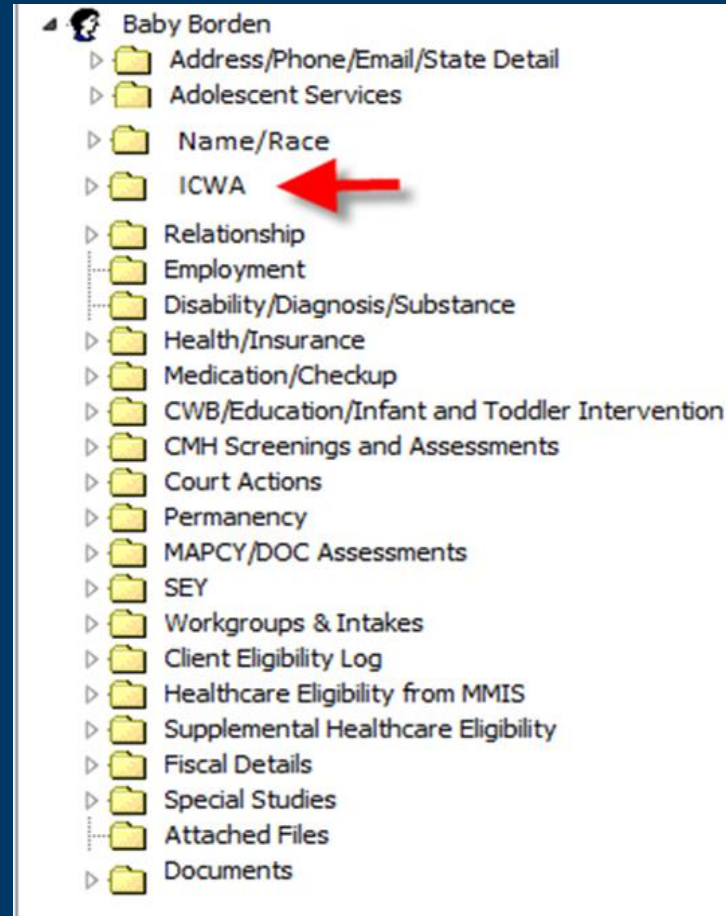 Baby Borden
Address/Phone/Email/State Detail
Adolescent Services
Name/Race
ICWA
Relationship
Employment
Disability/Diagnosis/Substance
Health/Insurance
Medication/Checkup
CWB/Education/Infant and Toddler Intervention
CMH Screenings and Assessments
Court Actions
Permanency
MAPCY/DOC Assessments
SEY
Workgroups & Intakes
Client Eligibility Log
Healthcare Eligibility from MMIS
Supplemental Healthcare Eligibility
Fiscal Details
Special Studies
Attached Files
Documents